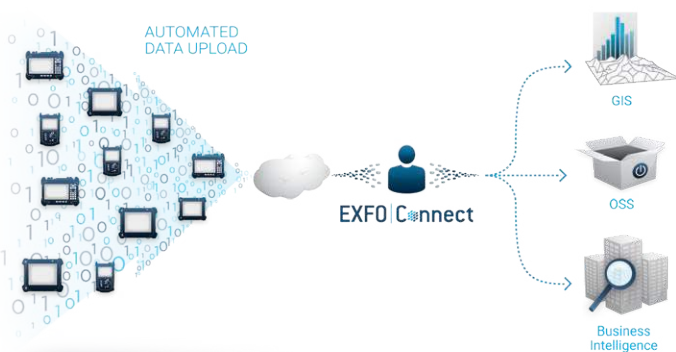 AUTOMATED
DATA UPLOAD
EXFO|Connect
GIS
OSS
Business
Intelligence